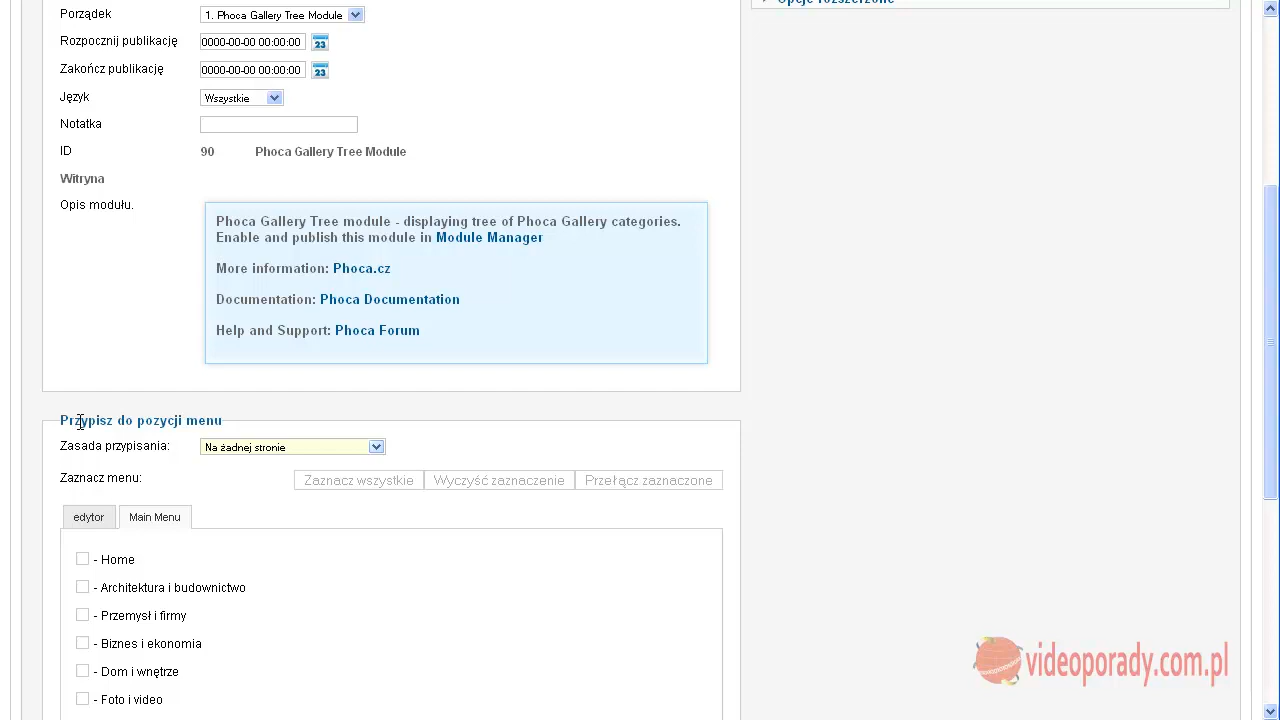 Porządek 1. Phoca Gallery Tree Module
Opcje rozszerzone
Rozpocznij publikację 0000-00-00 00:00:00 23
Zakończ publikację 0000-00-00 00:00:00 23
Język Wszystkie
Notatka
ID 90 Phoca Gallery Tree Module
Witryna
Opis modułu.
Phoca Gallery Tree module - displaying tree of Phoca Gallery categories.
Enable and publish this module in Module Manager
More information: Phoca.cz
Documentation: Phoca Documentation
Help and Support: Phoca Forum
Przypisz do pozycji menu
Zasada przypisania: Na żadnej stronie
Zaznacz menu: Zaznacz wszystkie Wyczyść zaznaczenie Przełącz zaznaczone
edytor Main Menu
- Home
- Architektura i budownictwo
- Przemysł i firmy
- Biznes i ekonomia
- Dom i wnętrze
- Foto i video
videoporady.com.pl